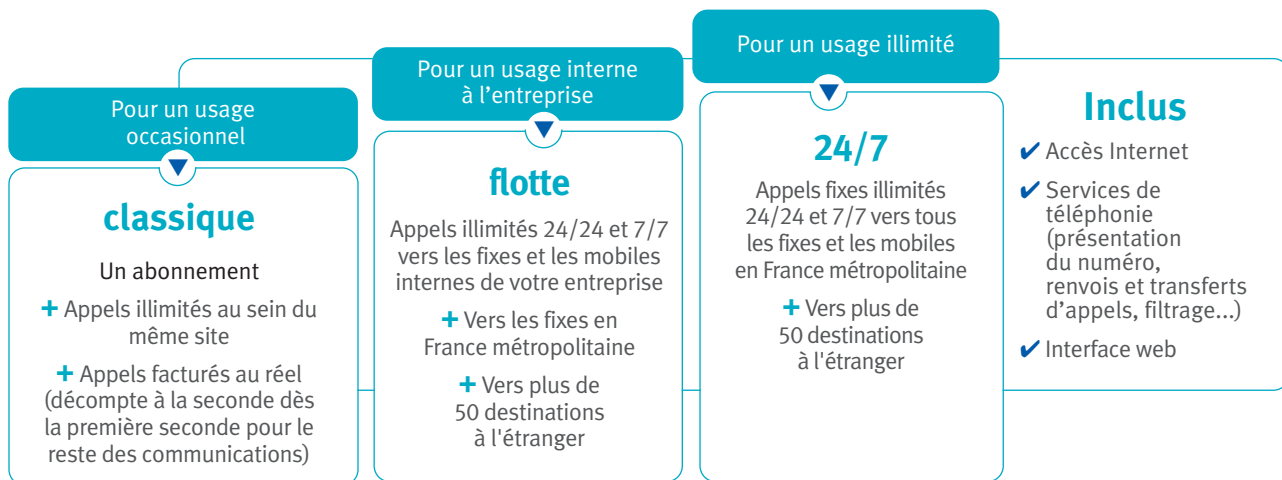 Pour un usage
occasionnel
classique
Un abonnement
+ Appels illimités au sein du
même site
+ Appels facturés au réel
(décompte à la seconde dès
la première seconde pour le
reste des communications)
Pour un usage interne
à l’entreprise
flotte
Appels illimités 24/24 et 7/7
vers les fixes et les mobiles
internes de votre entreprise
+ Vers les fixes en
France métropolitaine
+ Vers plus de
50 destinations
à l'étranger
Pour un usage illimité
24/7
Appels fixes illimités
24/24 et 7/7 vers tous
les fixes et les mobiles
en France métropolitaine
+ Vers plus de
50 destinations
à l'étranger
Inclus
✔ Accès Internet
✔ Services de
téléphonie
(présentation
du numéro,
renvois et transferts
d’appels, filtrage...)
✔ Interface web